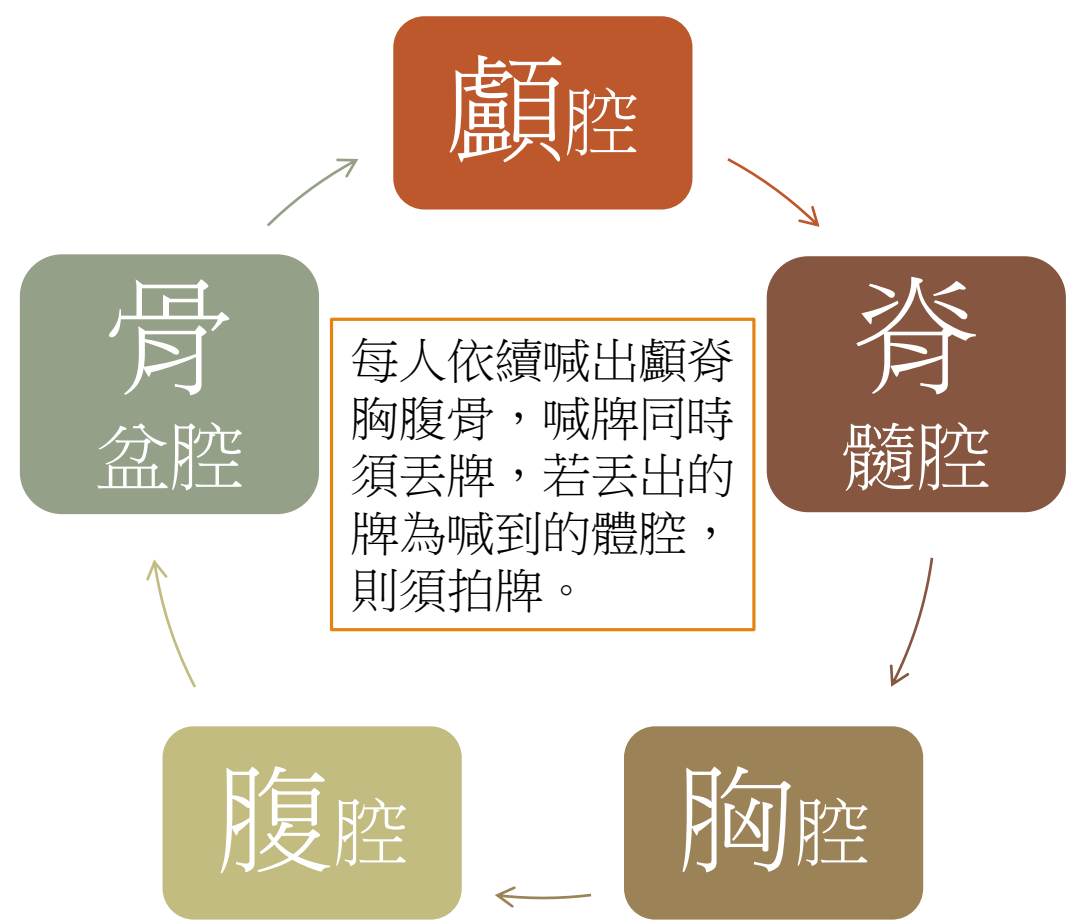 顱腔
脊
髓腔
胸腔
腹腔
骨
盆腔
每人依續喊出顱脊
胸腹骨，喊牌同時
須丟牌，若丟出的
牌為喊到的體腔，
則須拍牌。